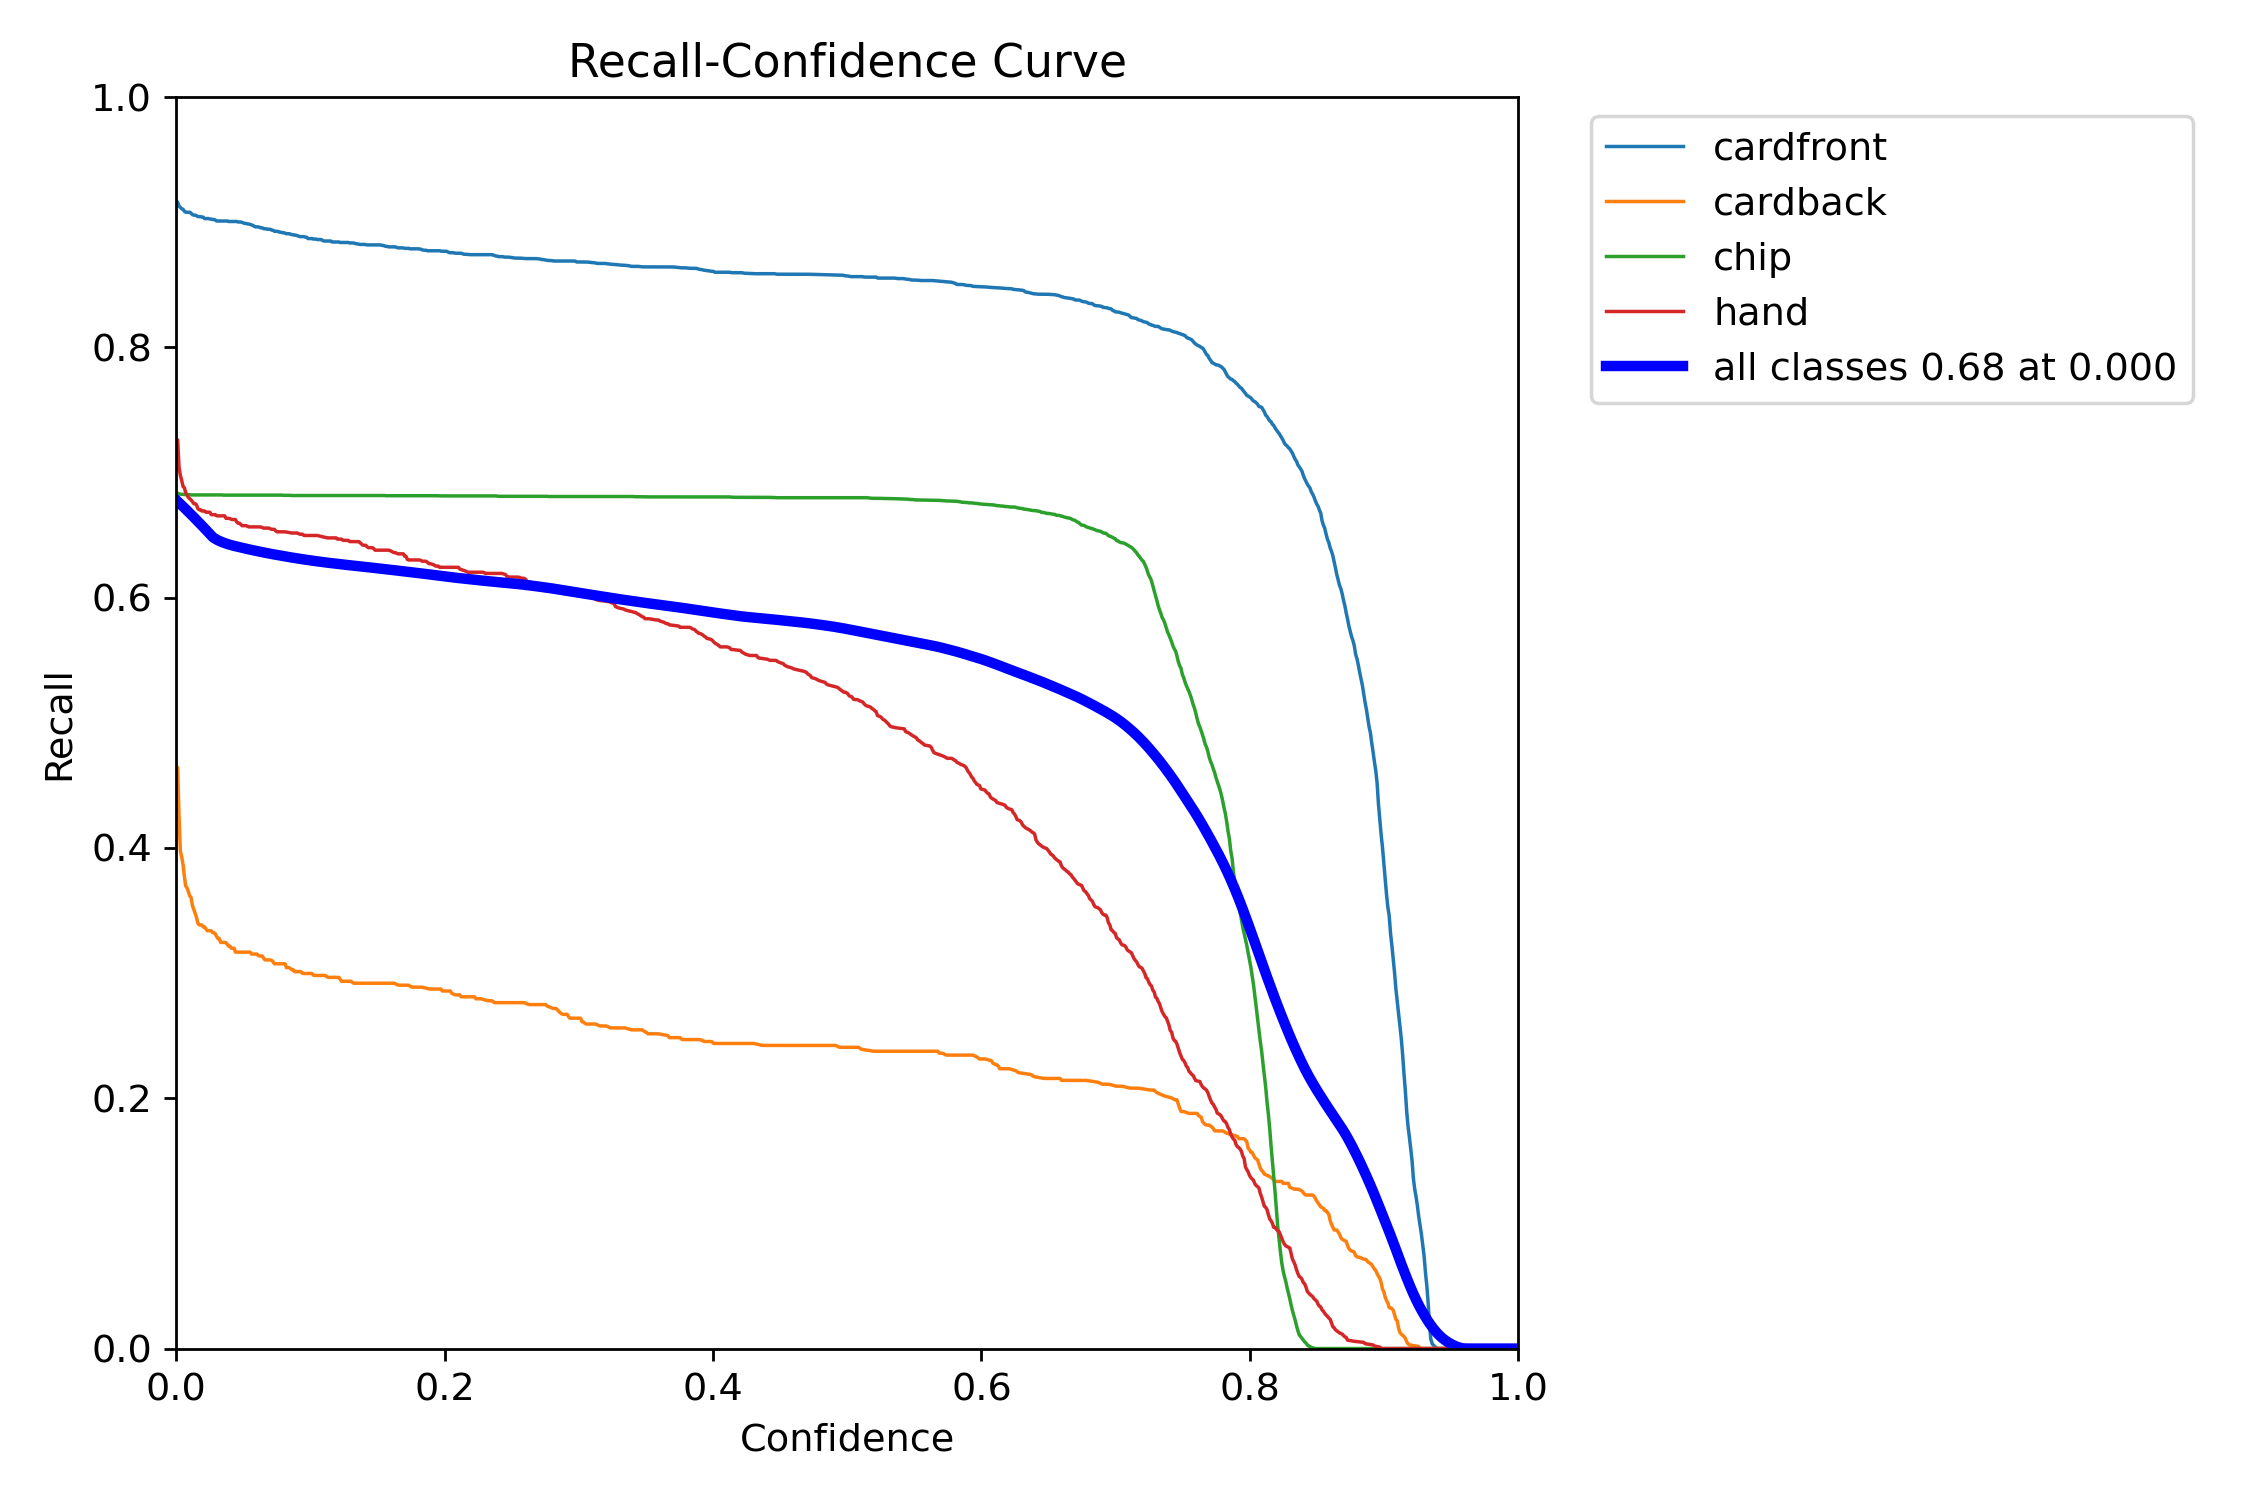 Recall-Confidence Curve
1.0
0.8
0.6
0.4
0.2
0.0
Recall
0.0 0.2 0.4 0.6 0.8 1.0
Confidence
cardfront
cardback
chip
hand
all classes 0.68 at 0.000